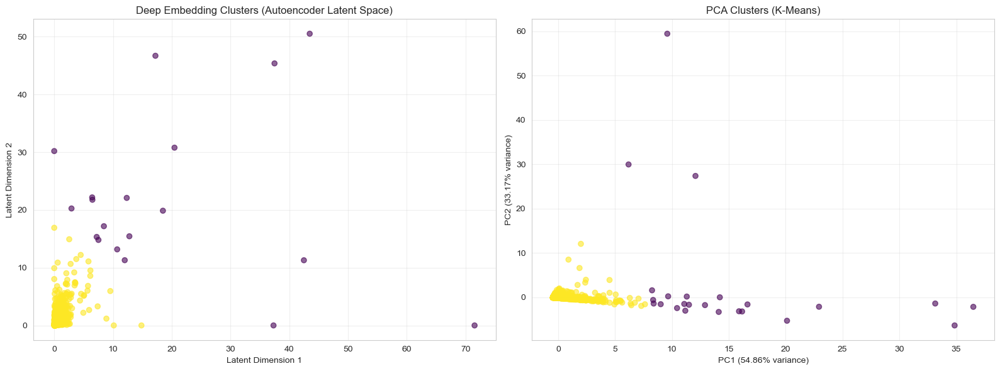 Deep Embedding Clusters (Autoencoder Latent Space)
50
40
30
20
10
0
Latent Dimension 2
0 10 20 30 40 50 60 70
Latent Dimension 1
PCA Clusters (K-Means)
60
50
40
30
20
10
0
PC2 (33.17% variance)
0 5 10 15 20 25 30 35
PC1 (54.86% variance)